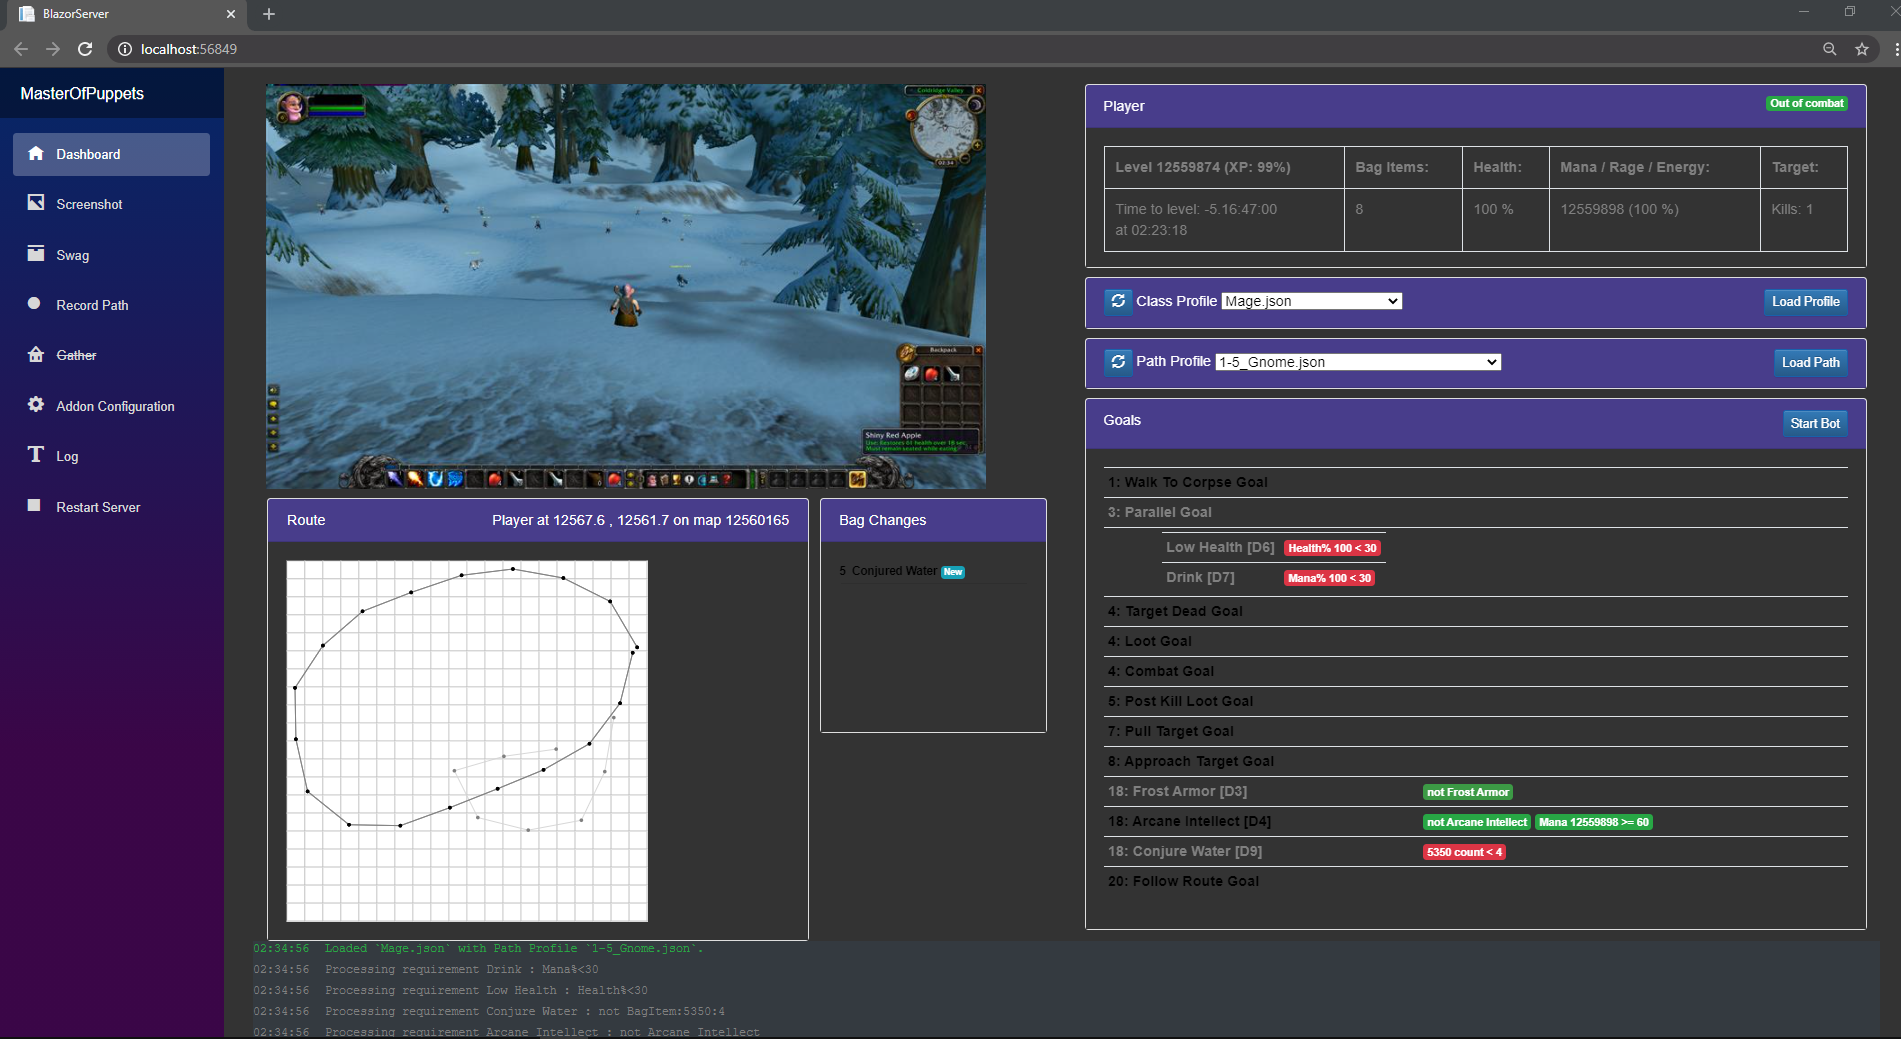 BlazorServer
localhost:56849
MasterOfPuppets
Dashboard
Screenshot
Swag
Record Path
Gather
Addon Configuration
Log
Restart Server
Coldridge Valley
02:34
Backpack
Shiny Red Apple
Use: Restores 61 health over 18 sec.
Must remain seated while eating.
Route
Player at 12567.6 , 12561.7 on map 12560165
Bag Changes
5 Conjured Water New
Player
Out of combat
Level 12559874 (XP: 99%) Bag Items: Health: Mana / Rage / Energy: Target:
Time to level: -5.16:47:00 8 100 % 12559898 (100 %) Kills: 1
at 02:23:18
Class Profile Mage.json Load Profile
Path Profile 1-5_Gnome.json Load Path
Goals Start Bot
1: Walk To Corpse Goal
3: Parallel Goal
Low Health [D6] Health% 100 < 30
Drink [D7] Mana% 100 < 30
4: Target Dead Goal
4: Loot Goal
4: Combat Goal
5: Post Kill Loot Goal
7: Pull Target Goal
8: Approach Target Goal
18: Frost Armor [D3] not Frost Armor
18: Arcane Intellect [D4] not Arcane Intellect Mana 12559898 >= 60
18: Conjure Water [D9] 5350 count < 4
20: Follow Route Goal
02:34:56 Loaded `Mage.json` with Path Profile `1-5_Gnome.json`.
02:34:56 Processing requirement Drink : Mana%<30
02:34:56 Processing requirement Low Health : Health%<30
02:34:56 Processing requirement Conjure Water : not BagItem:5350:4
02:34:56 Processing requirement Arcane Intellect : not Arcane Intellect